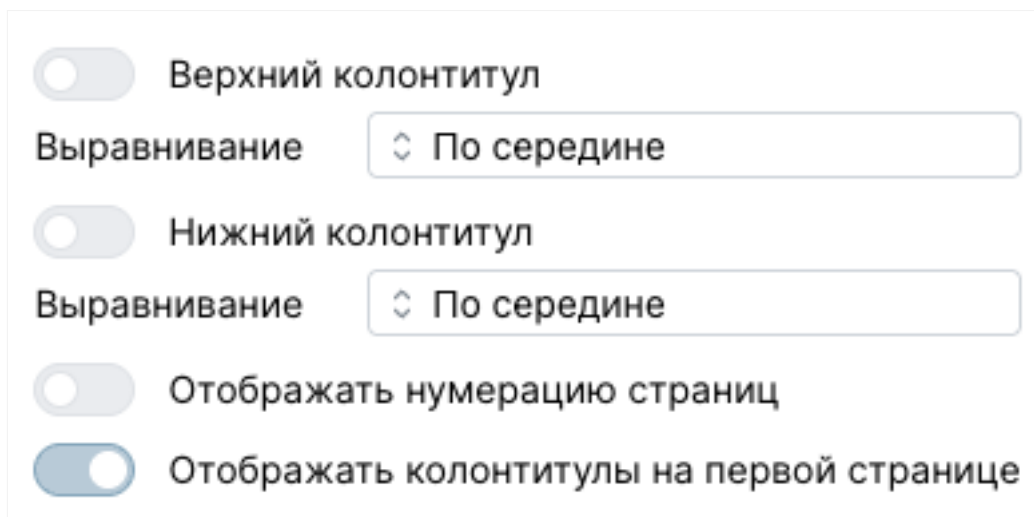 Верхний колонтитул
Выравнивание По середине
Нижний колонтитул
Выравнивание По середине
Отображать нумерацию страниц
Отображать колонтитулы на первой странице